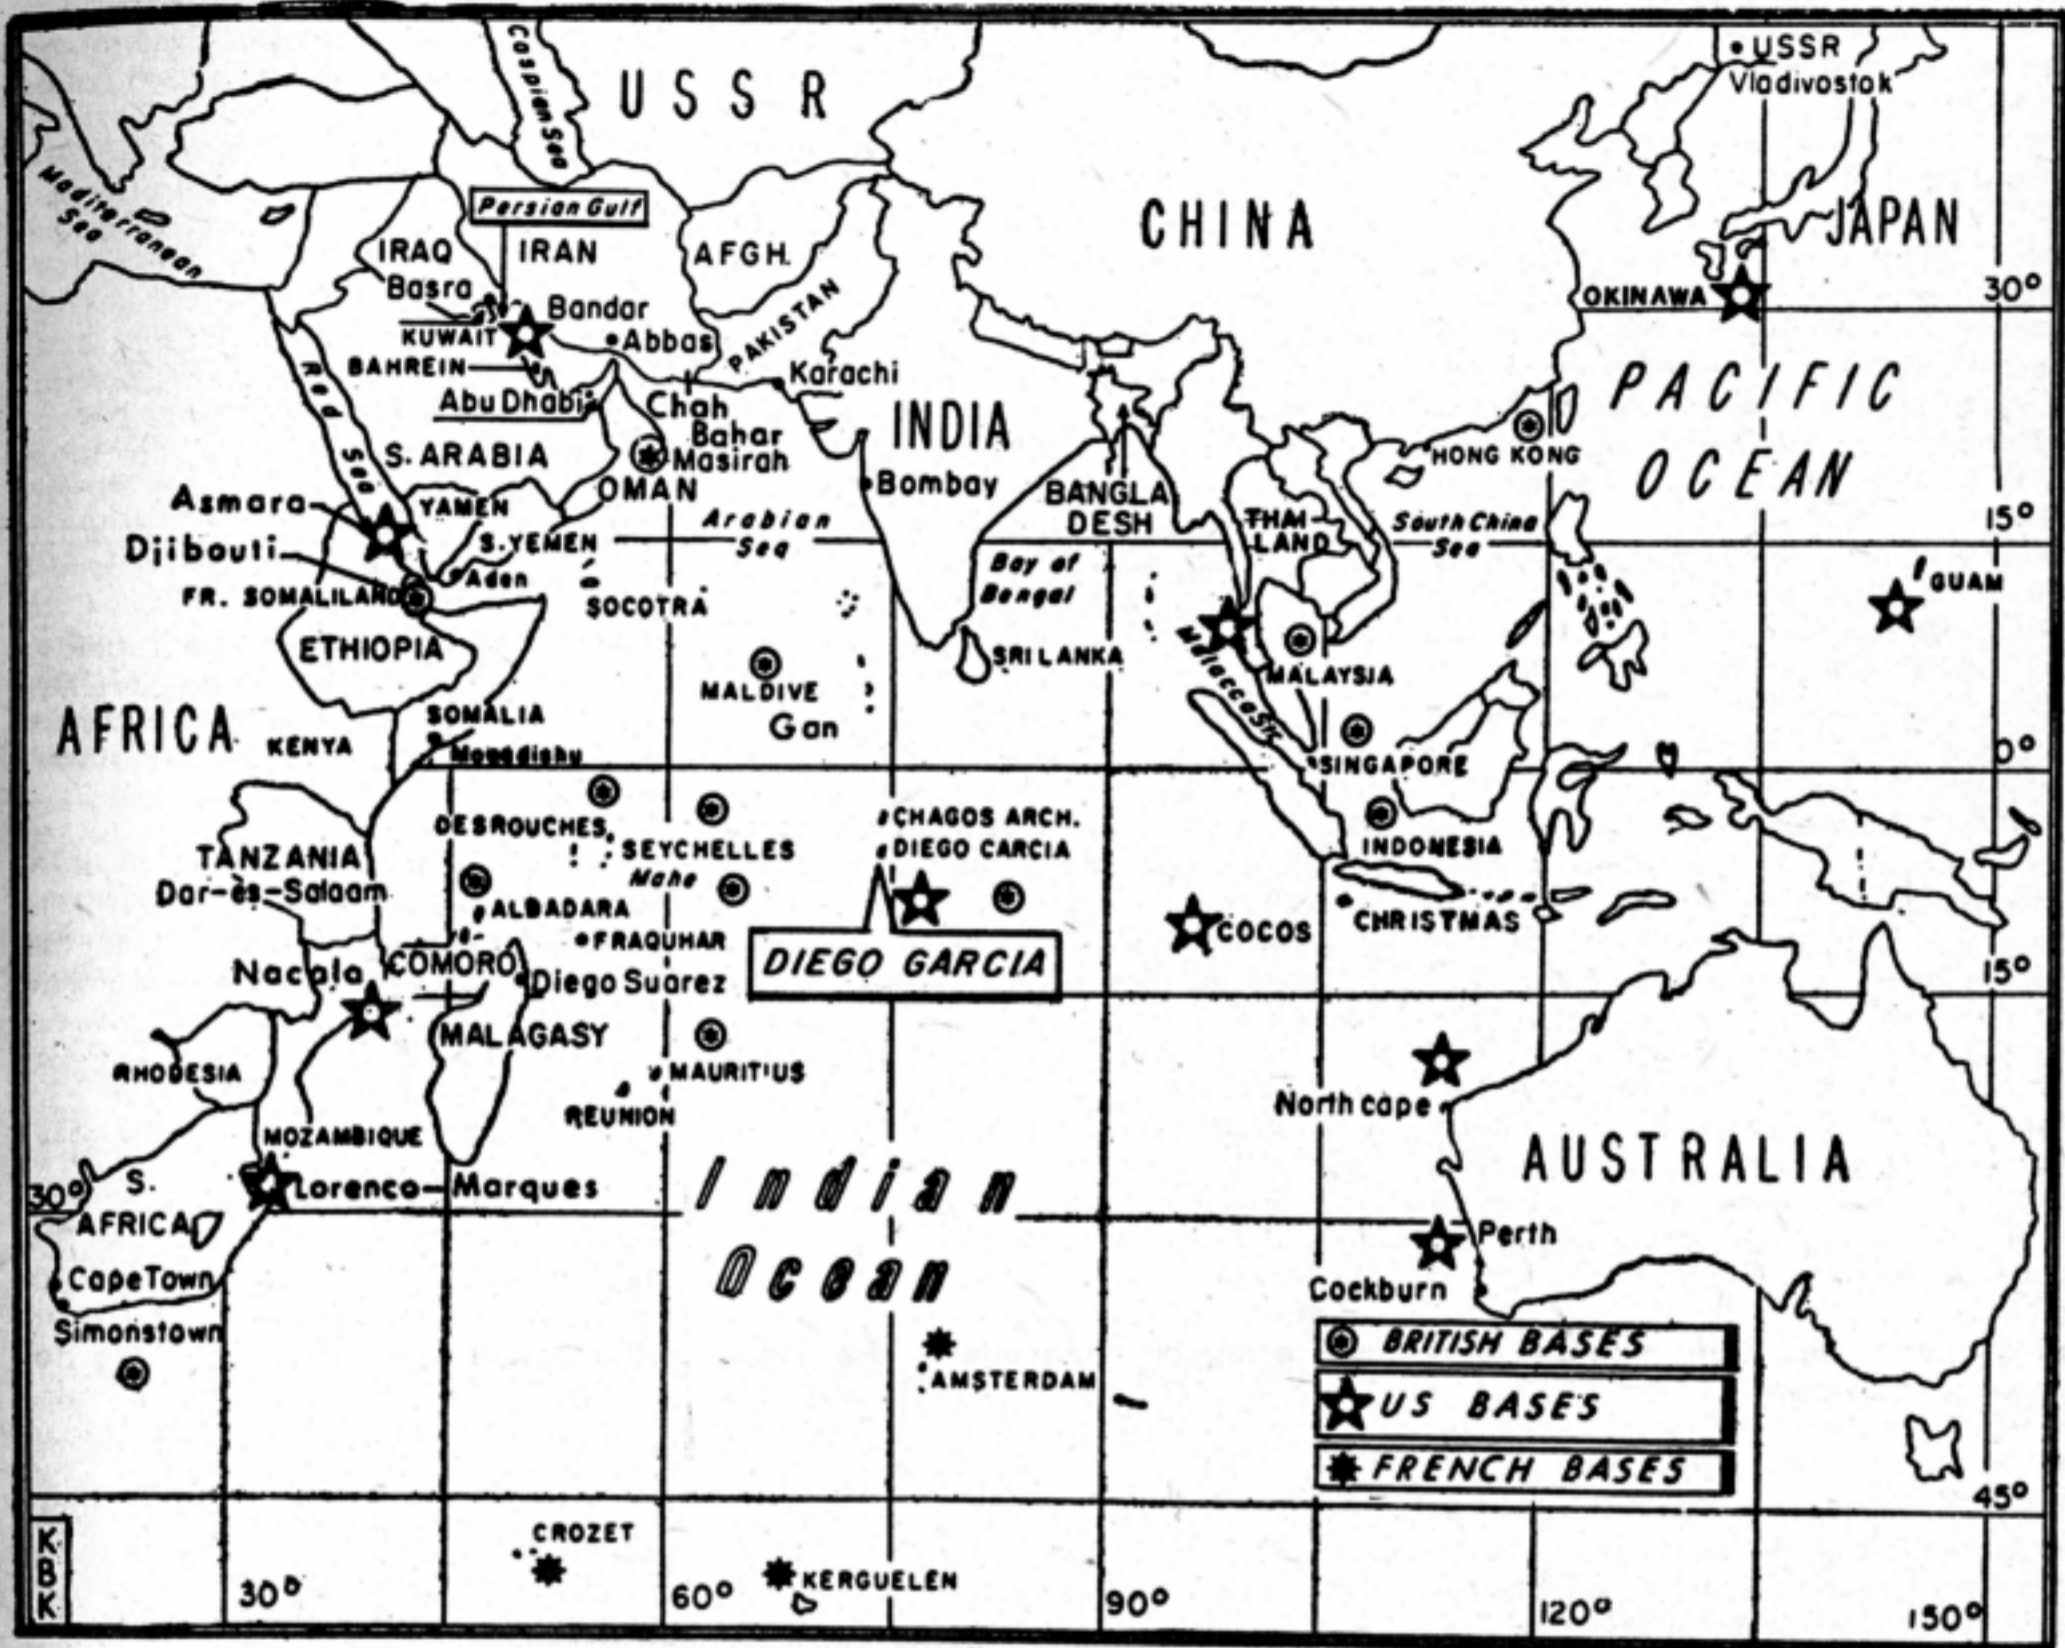 USSR
Vladivostok
Caspian Sea
U S S R
Maditerranean
Sea
Persian Gulf
CHINA
JAPAN
IRAQ
IRAN
AFGH.
PAKISTAN
Basra
Bandar
Abbas
OKINAWA
30°
KUWAIT
BAHREIN
Abu Dhabi
Karachi
Chah
Bahar
Masirah
Red Sea
INDIA
PACIFIC
OCEAN
S. ARABIA
HONG KONG
OMAN
Bombay
BANGLA
DESH
Asmara
YAMEN
Arabian
Sea
THAI-
LAND
South China
Sea
15°
Djibouti
S. YEMEN
Aden
Bay of
Bengal
GUAM
FR. SOMALILAND
SOCOTRA
ETHIOPIA
SRI LANKA
Malacca Str.
MALAYSIA
MALDIVE
Gan
AFRICA
SOMALIA
KENYA
Mogadishu
SINGAPORE
0°
DESROUCHES
SEYCHELLES
Mahe
CHAGOS ARCH.
DIEGO CARCIA
INDONESIA
TANZANIA
Dar-ès-Salaam
ALBADARA
FRAQUHAR
DIEGO GARCIA
COCOS
CHRISTMAS
Nacala
COMORO
Diego Suarez
15°
MALAGASY
RHODESIA
MAURITIUS
REUNION
North cape
MOZAMBIQUE
AUSTRALIA
30°
S.
AFRICA
Lorenco-Marques
Indian
Ocean
Perth
Cockburn
Cape Town
Simonstown
BRITISH BASES
US BASES
FRENCH BASES
AMSTERDAM
45°
CROZET
KERGUELEN
KBK
30°
60°
90°
120°
150°